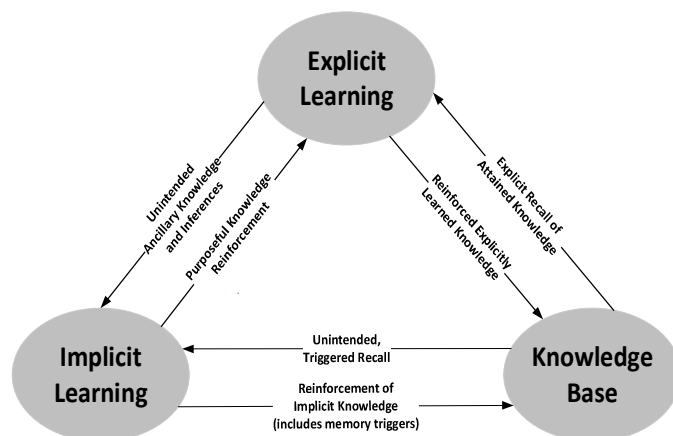 Explicit
Learning
Unintended
Ancillary Knowledge
and Inferences
Purposeful Knowledge
Reinforcement
Reinforced Explicitly
Learned Knowledge
Explicit Recall of
Attained Knowledge
Implicit
Learning
Unintended,
Triggered Recall
Reinforcement of
Implicit Knowledge
(includes memory triggers)
Knowledge
Base